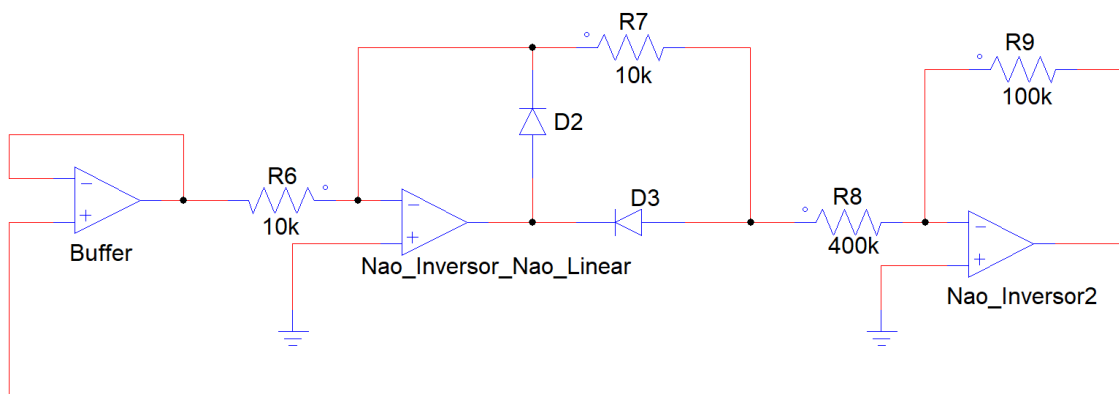 R7
10k
R9
100k
D2
R6
10k
D3
R8
400k
−
+
Buffer
−
+
Nao_Inversor_Nao_Linear
−
+
Nao_Inversor2